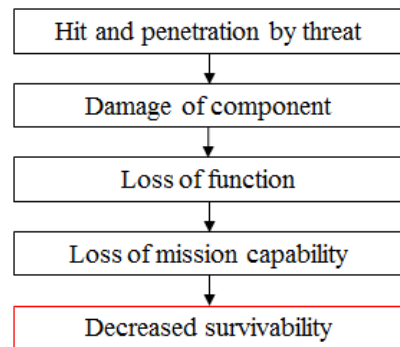 Hit and penetration by threat
Damage of component
Loss of function
Loss of mission capability
Decreased survivability